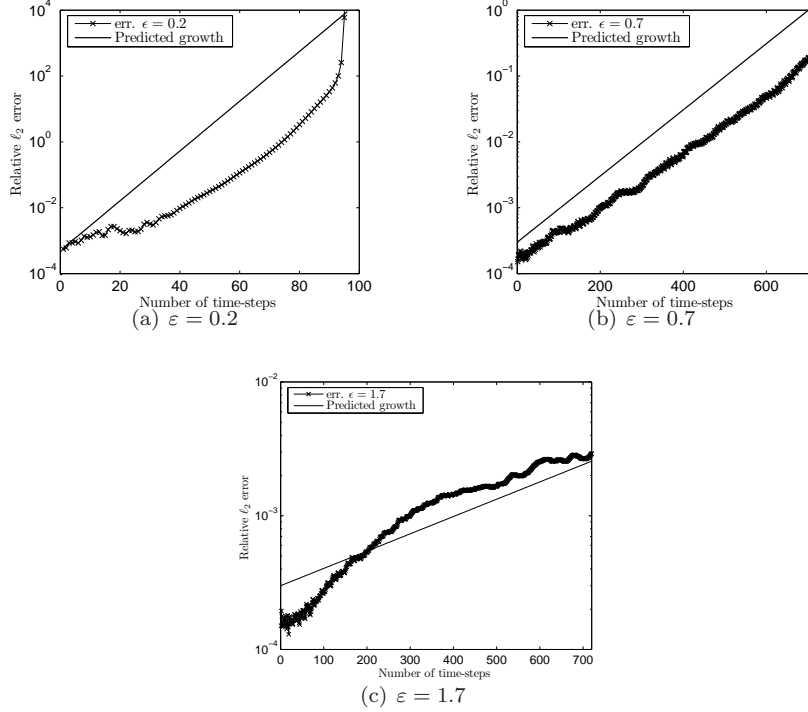 10^4
10^2
10^0
10^-2
10^-4
Relative ℓ2 error
err. ϵ = 0.2
Predicted growth
0 20 40 60 80 100
Number of time-steps
(a) ε = 0.2
10^0
10^-1
10^-2
10^-3
10^-4
Relative ℓ2 error
err. ϵ = 0.7
Predicted growth
0 200 400 600
Number of time-steps
(b) ε = 0.7
10^-2
10^-3
10^-4
Relative ℓ2 error
err. ϵ = 1.7
Predicted growth
0 100 200 300 400 500 600 700
Number of time-steps
(c) ε = 1.7